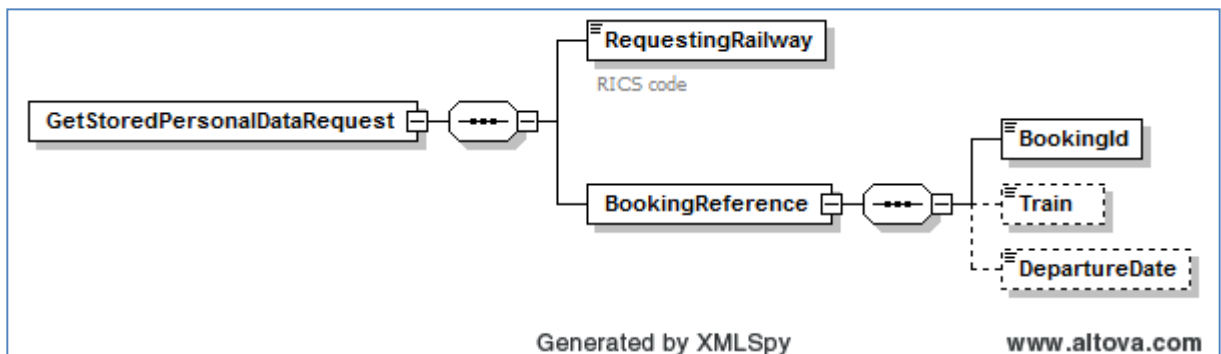 RequestingRailway
RICS code
GetStoredPersonalDataRequest
BookingId
BookingReference
Train
DepartureDate
Generated by XMLSpy
www.altova.com